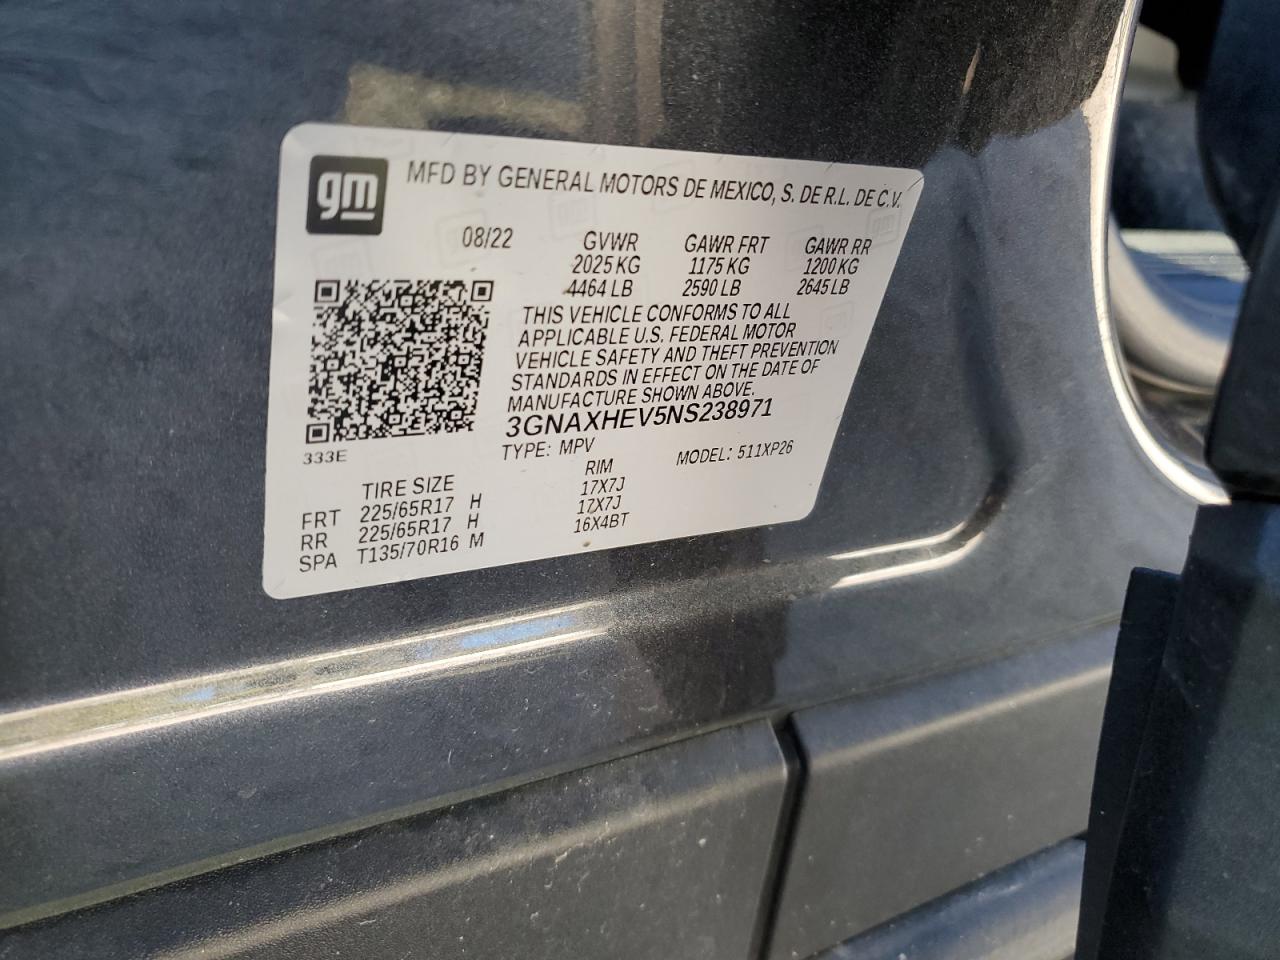 gm
MFD BY GENERAL MOTORS DE MEXICO, S. DE R.L. DE C.V.
08/22 GVWR GAWR FRT GAWR RR
2025 KG 1175 KG 1200 KG
4464 LB 2590 LB 2645 LB
THIS VEHICLE CONFORMS TO ALL
APPLICABLE U.S. FEDERAL MOTOR
VEHICLE SAFETY AND THEFT PREVENTION
STANDARDS IN EFFECT ON THE DATE OF
MANUFACTURE SHOWN ABOVE.
3GNAXHEV5NS238971
333E
TYPE: MPV MODEL: 511XP26
TIRE SIZE RIM
FRT 225/65R17 H 17X7J
RR 225/65R17 H 17X7J
SPA T135/70R16 M 16X4BT